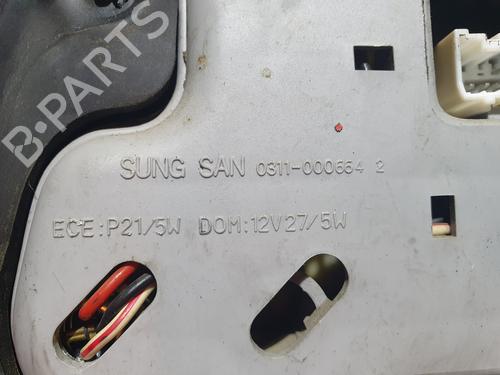 B-PARTS
SUNG SAN 0311-000664 2
ECE:P21/5W DOM:12V27/5W